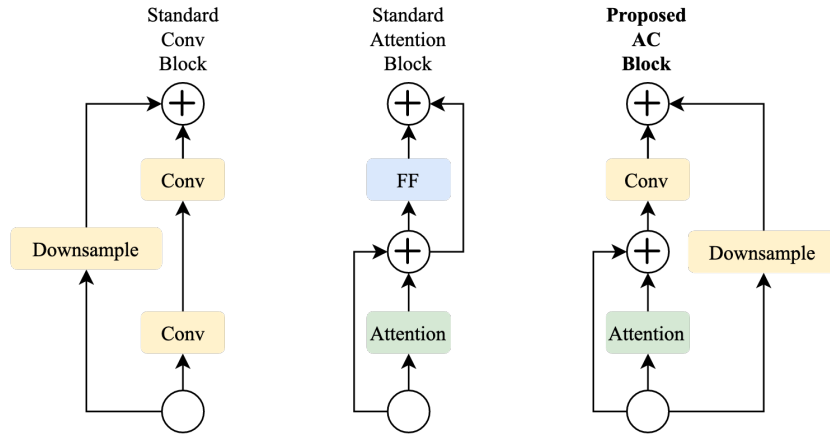 Standard
Conv
Block
Conv
Downsample
Conv
Standard
Attention
Block
FF
Attention
Proposed
AC
Block
Conv
Downsample
Attention